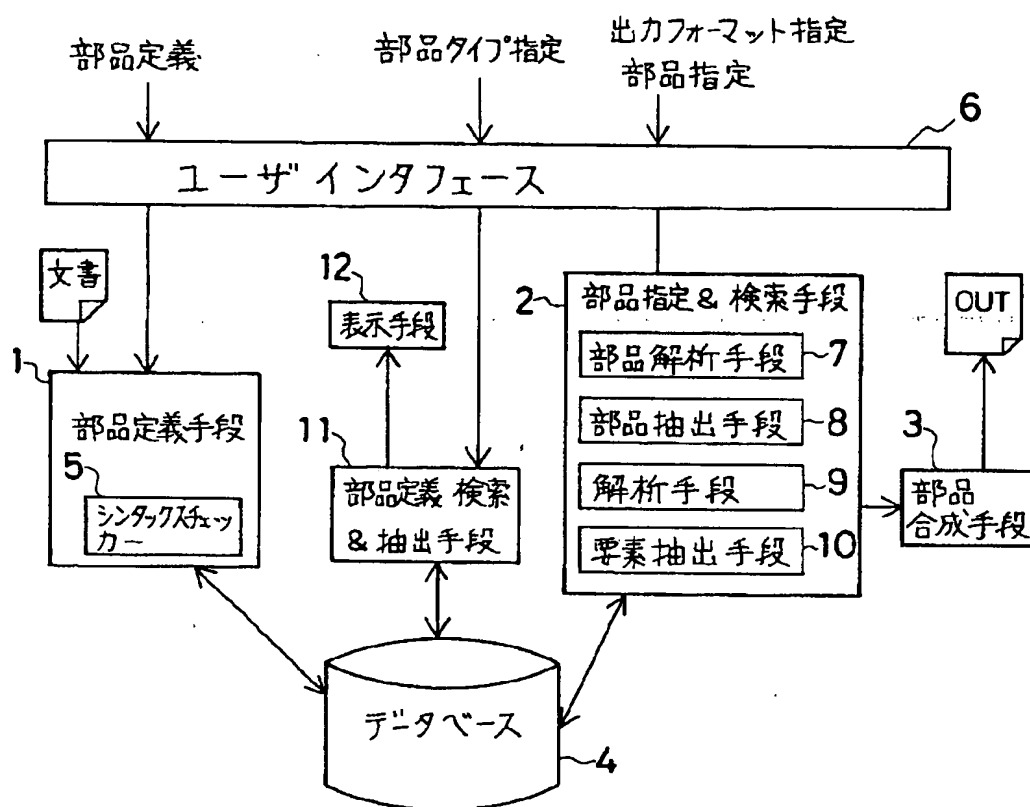 部品定義
部品タイプ指定
出力フォーマット指定
部品指定
6
ユーザインタフェース
文書
12
表示手段
2
部品指定 & 検索手段
OUT
部品解析手段
7
1
部品定義手段
11
部品抽出手段
8
3
5
シンタックスチェッ
カー
部品定義 検索
& 抽出手段
解析手段
9
部品
合成手段
要素抽出手段
10
データベース
4